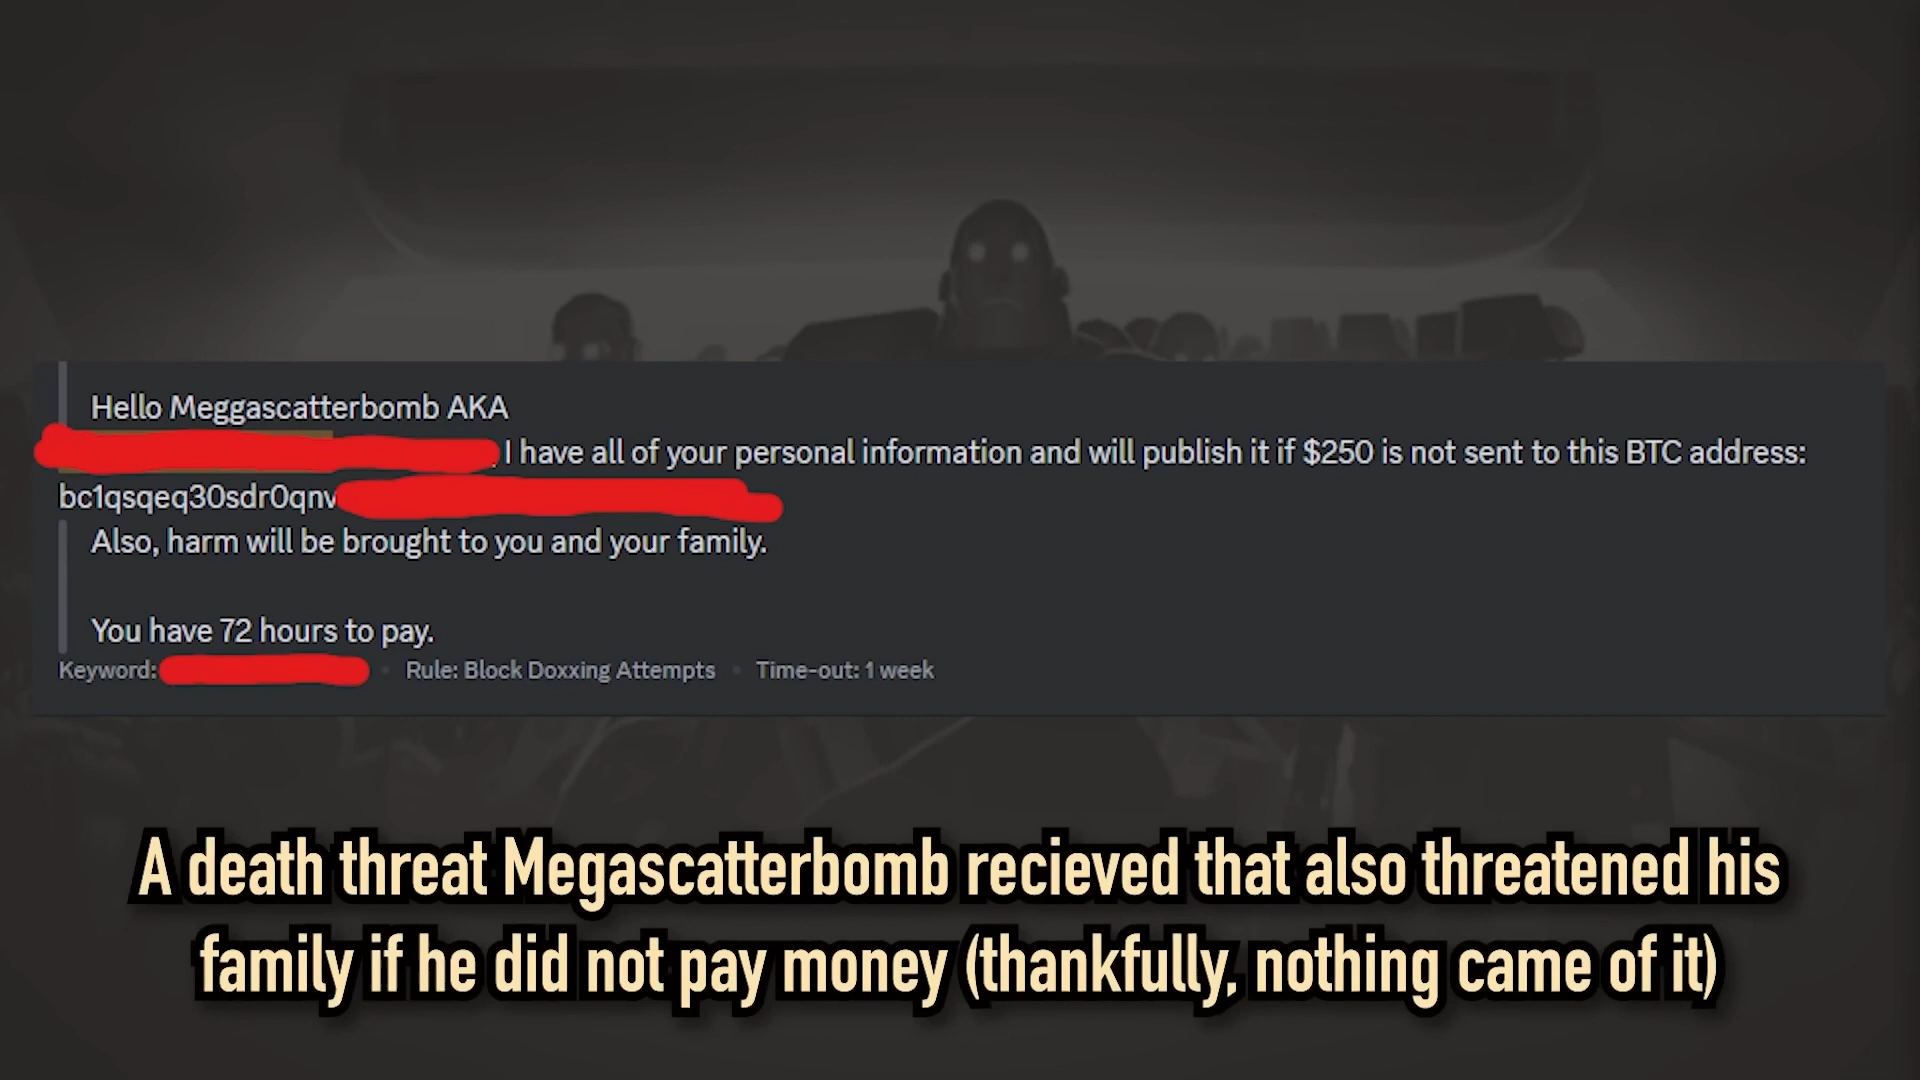 Hello Meggascatterbomb AKA
I have all of your personal information and will publish it if $250 is not sent to this BTC address:
bc1qsqeq30sdr0qnv
Also, harm will be brought to you and your family.
You have 72 hours to pay.
Keyword: • Rule: Block Doxxing Attempts • Time-out: 1 week
A death threat Megascatterbomb recieved that also threatened his
family if he did not pay money (thankfully, nothing came of it)